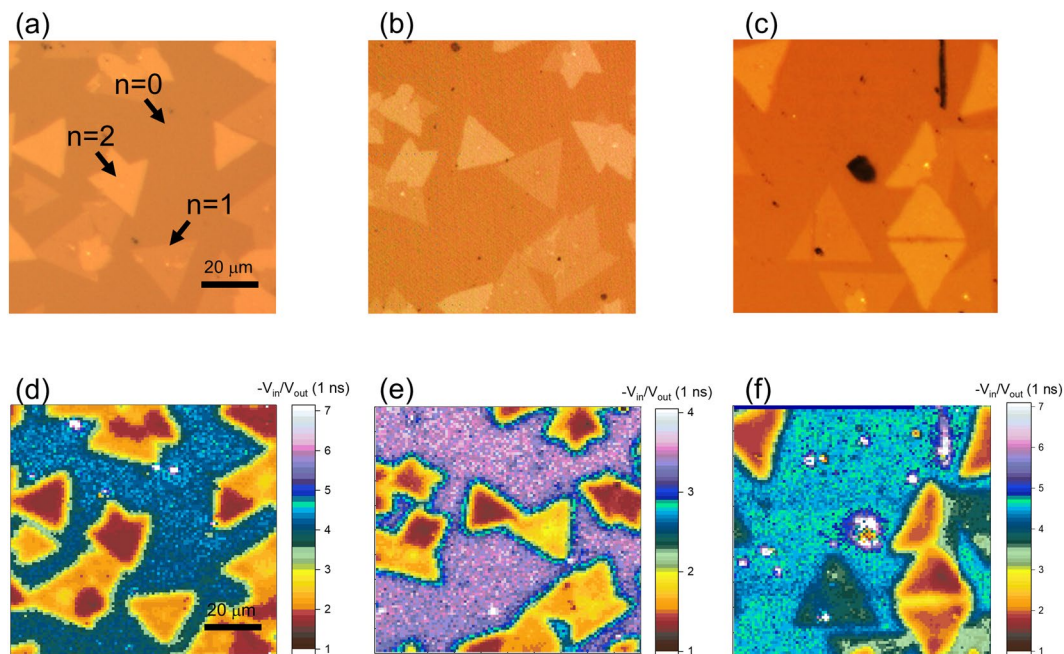 (a)
(b)
(c)
n=0
n=2
n=1
20 μm
(d)
-V_in/V_out (1 ns)
(e)
-V_in/V_out (1 ns)
(f)
-V_in/V_out (1 ns)
7
6
5
4
3
2
1
20 μm
4
3
2
1
7
6
5
4
3
2
1